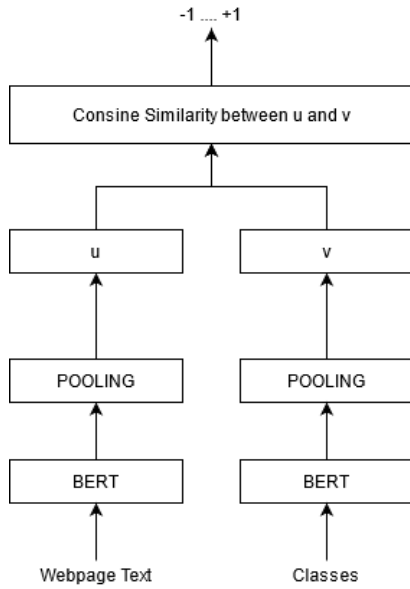 -1 .... +1
Consine Similarity between u and v
u
v
POOLING
POOLING
BERT
BERT
Webpage Text
Classes